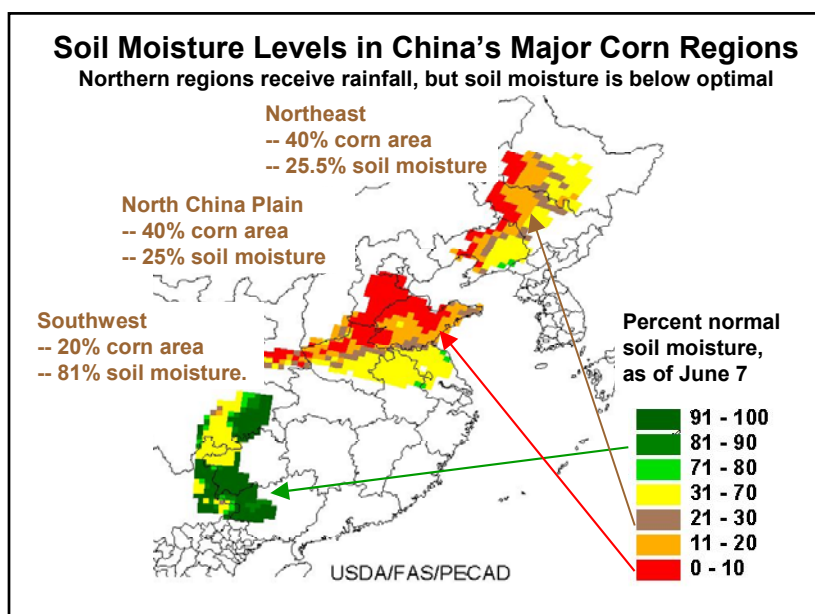 Soil Moisture Levels in China's Major Corn Regions
Northern regions receive rainfall, but soil moisture is below optimal
Northeast
-- 40% corn area
-- 25.5% soil moisture
North China Plain
-- 40% corn area
-- 25% soil moisture
Southwest
-- 20% corn area
-- 81% soil moisture.
Percent normal
soil moisture,
as of June 7
91 - 100
81 - 90
71 - 80
31 - 70
21 - 30
11 - 20
0 - 10
USDA/FAS/PECAD